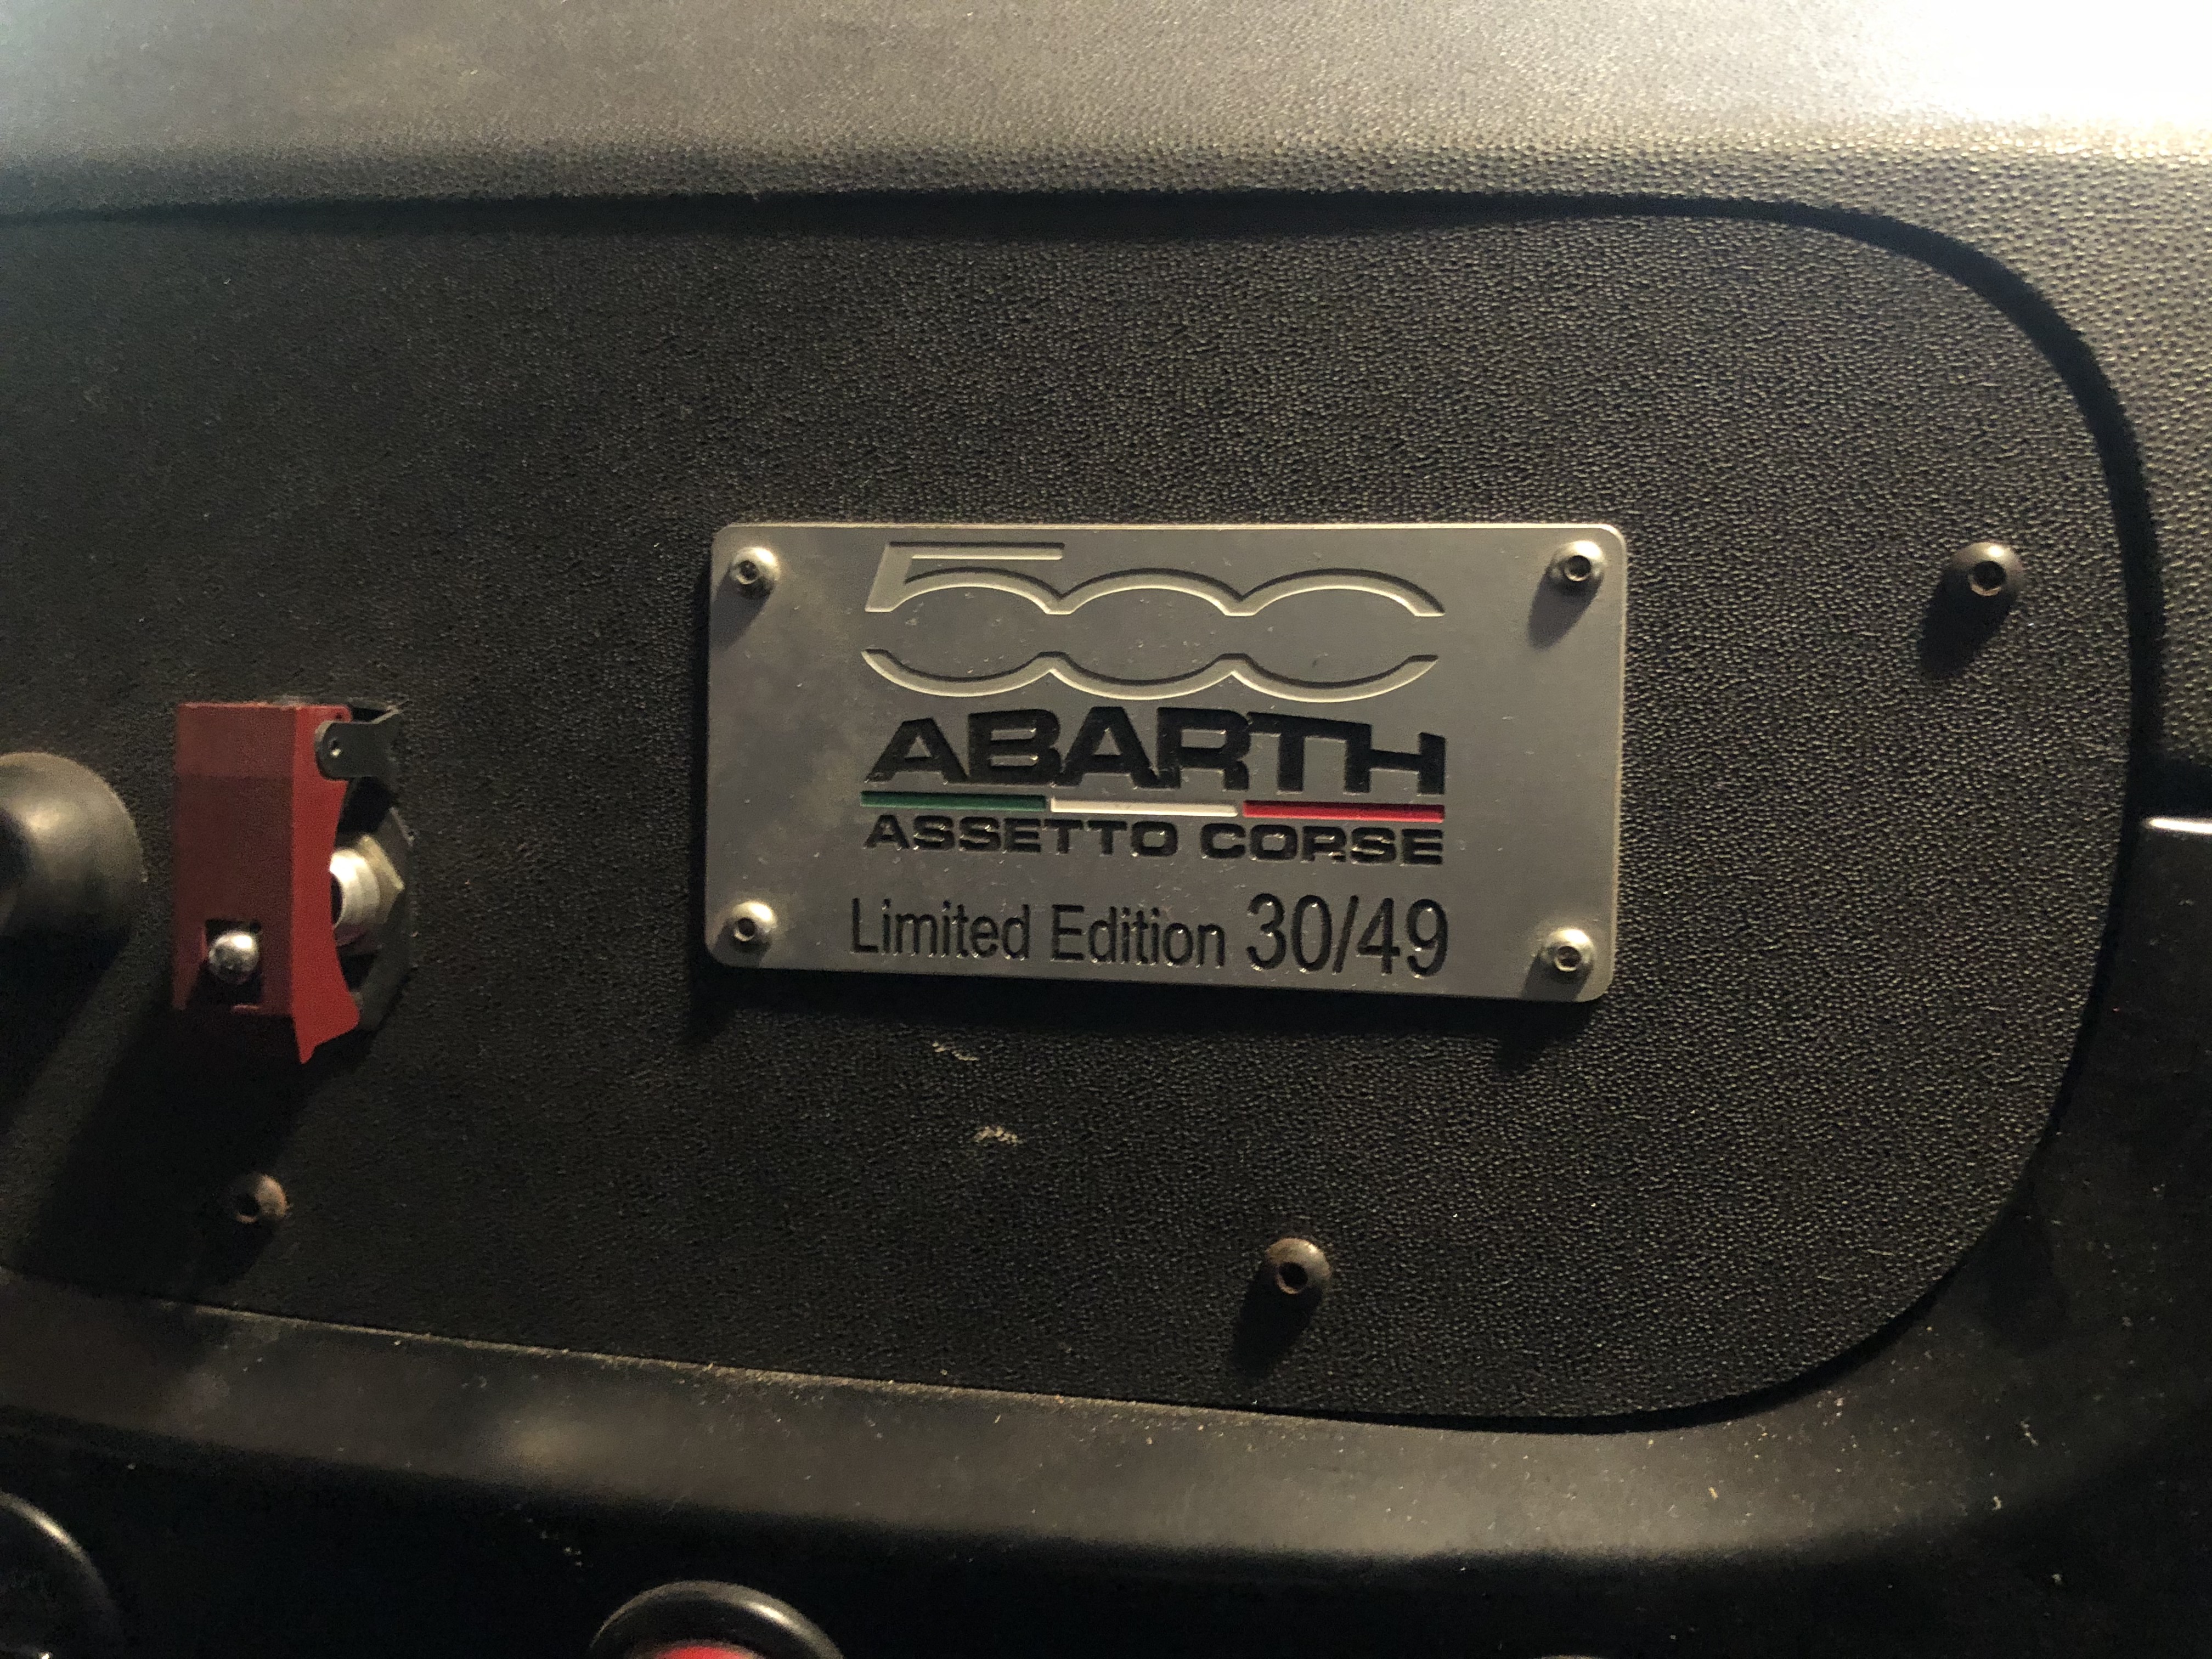 500
ABARTH
ASSETTO CORSE
Limited Edition 30/49